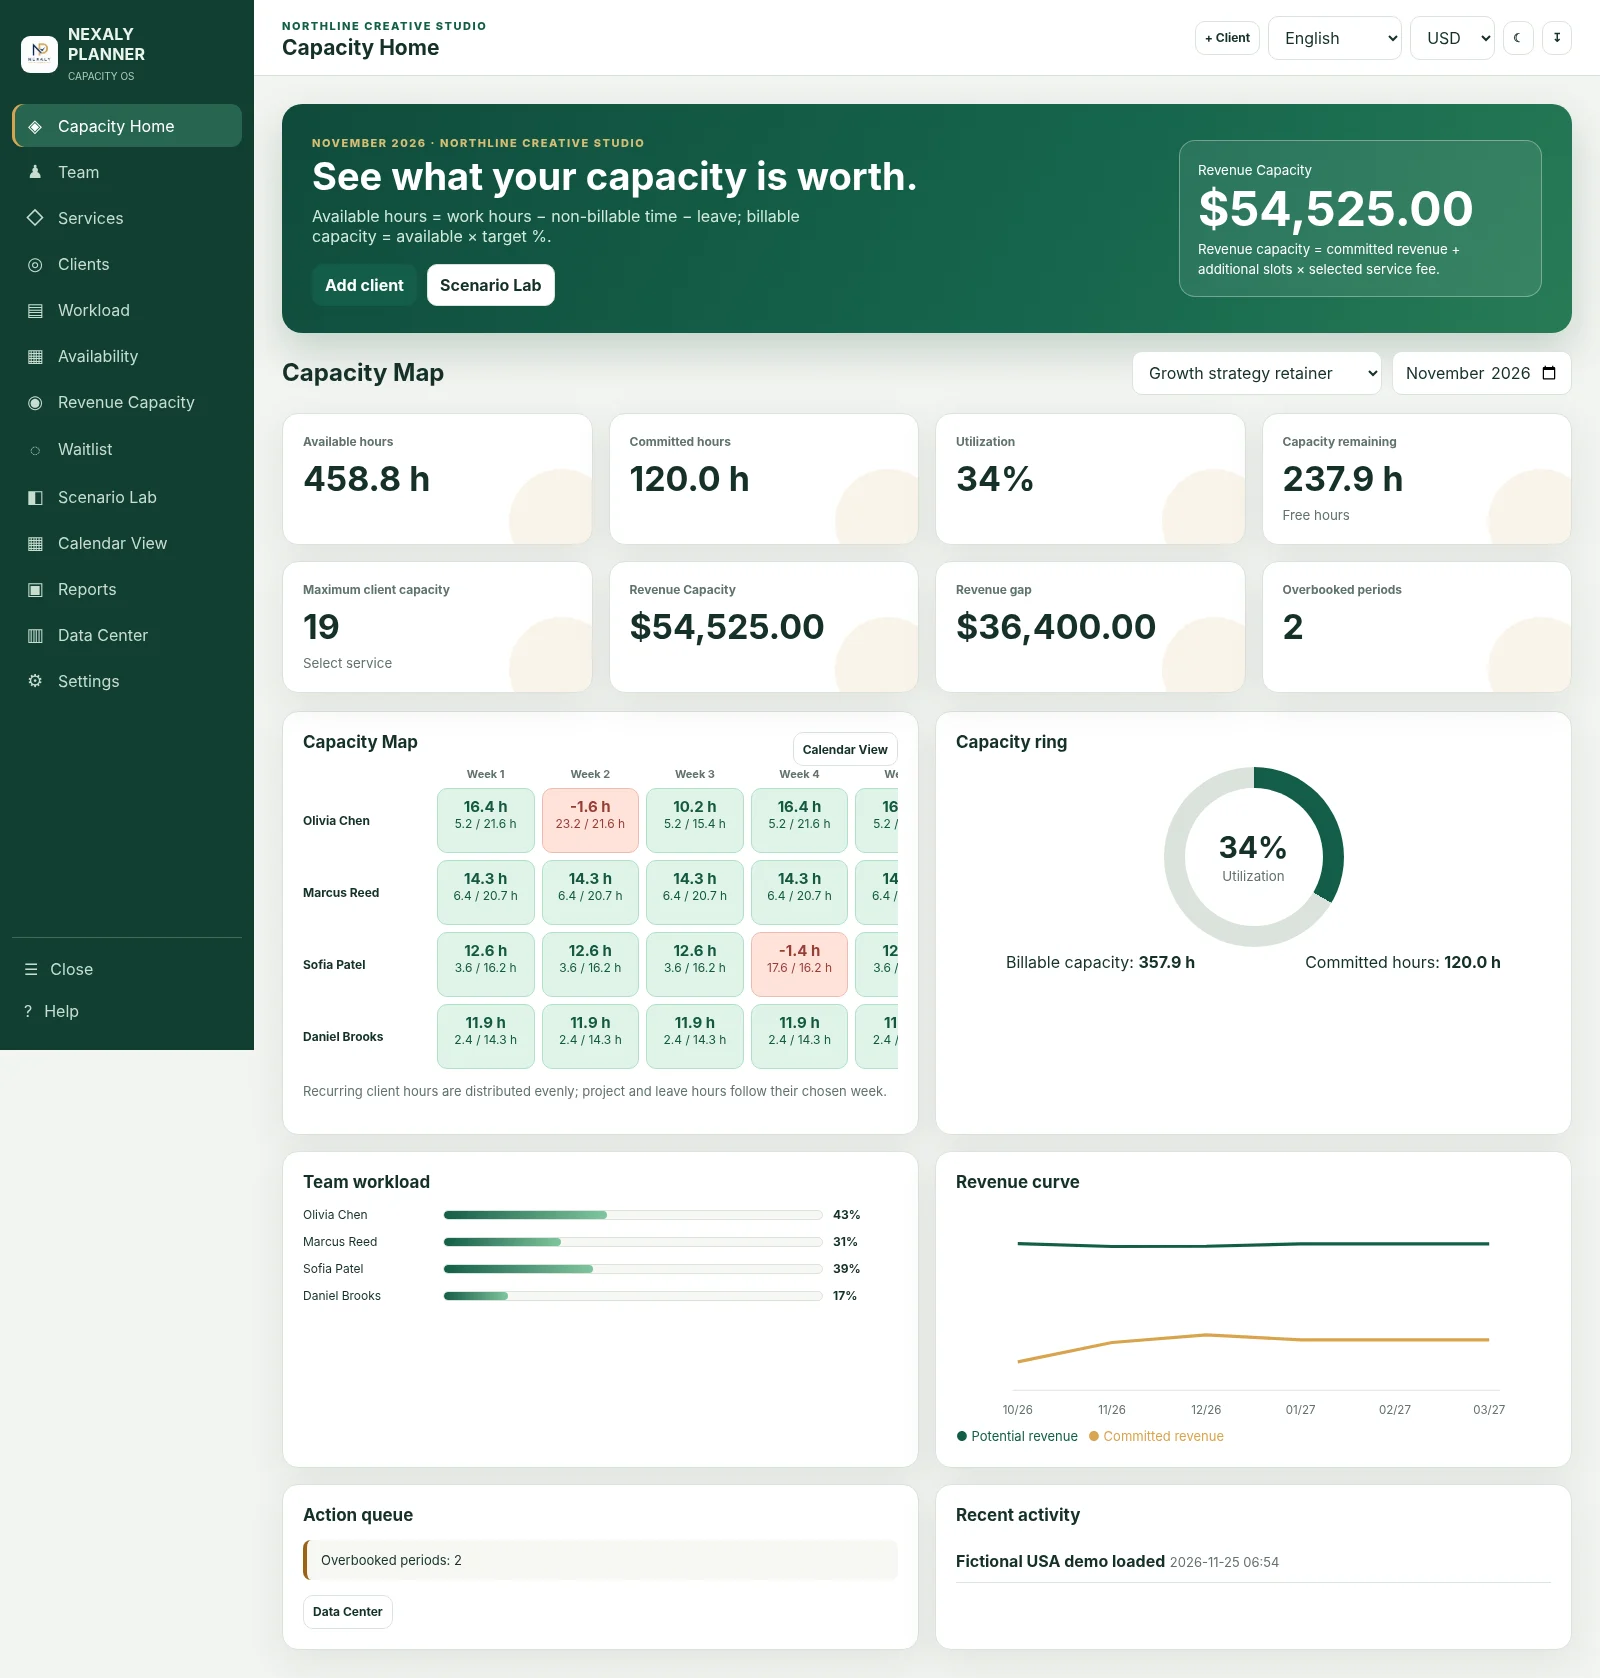 NEXALY
PLANNER
CAPACITY OS
Capacity Home
Team
Services
Clients
Workload
Availability
Revenue Capacity
Waitlist
Scenario Lab
Calendar View
Reports
Data Center
Settings
Close
? Help
NORTHLINE CREATIVE STUDIO
Capacity Home
+ Client
English
USD
NOVEMBER 2026 · NORTHLINE CREATIVE STUDIO
See what your capacity is worth.
Available hours = work hours − non-billable time − leave; billable
capacity = available × target %.
Add client
Scenario Lab
Revenue Capacity
$54,525.00
Revenue capacity = committed revenue +
additional slots × selected service fee.
Capacity Map
Growth strategy retainer
November 2026
Available hours
458.8 h
Committed hours
120.0 h
Utilization
34%
Capacity remaining
237.9 h
Free hours
Maximum client capacity
19
Select service
Revenue Capacity
$54,525.00
Revenue gap
$36,400.00
Overbooked periods
2
Capacity Map
Calendar View
Week 1 Week 2 Week 3 Week 4
Olivia Chen
16.4 h -1.6 h 10.2 h 16.4 h 16
5.2 / 21.6 h 23.2 / 21.6 h 5.2 / 15.4 h 5.2 / 21.6 h 5.2 /
Marcus Reed
14.3 h 14.3 h 14.3 h 14.3 h 14
6.4 / 20.7 h 6.4 / 20.7 h 6.4 / 20.7 h 6.4 / 20.7 h 6.4 /
Sofia Patel
12.6 h 12.6 h 12.6 h -1.4 h 12
3.6 / 16.2 h 3.6 / 16.2 h 3.6 / 16.2 h 17.6 / 16.2 h 3.6 /
Daniel Brooks
11.9 h 11.9 h 11.9 h 11.9 h 11
2.4 / 14.3 h 2.4 / 14.3 h 2.4 / 14.3 h 2.4 / 14.3 h 2.4 /
Recurring client hours are distributed evenly; project and leave hours follow their chosen week.
Capacity ring
34%
Utilization
Billable capacity: 357.9 h
Committed hours: 120.0 h
Team workload
Olivia Chen 43%
Marcus Reed 31%
Sofia Patel 39%
Daniel Brooks 17%
Revenue curve
10/26 11/26 12/26 01/27 02/27 03/27
Potential revenue Committed revenue
Action queue
Overbooked periods: 2
Data Center
Recent activity
Fictional USA demo loaded 2026-11-25 06:54